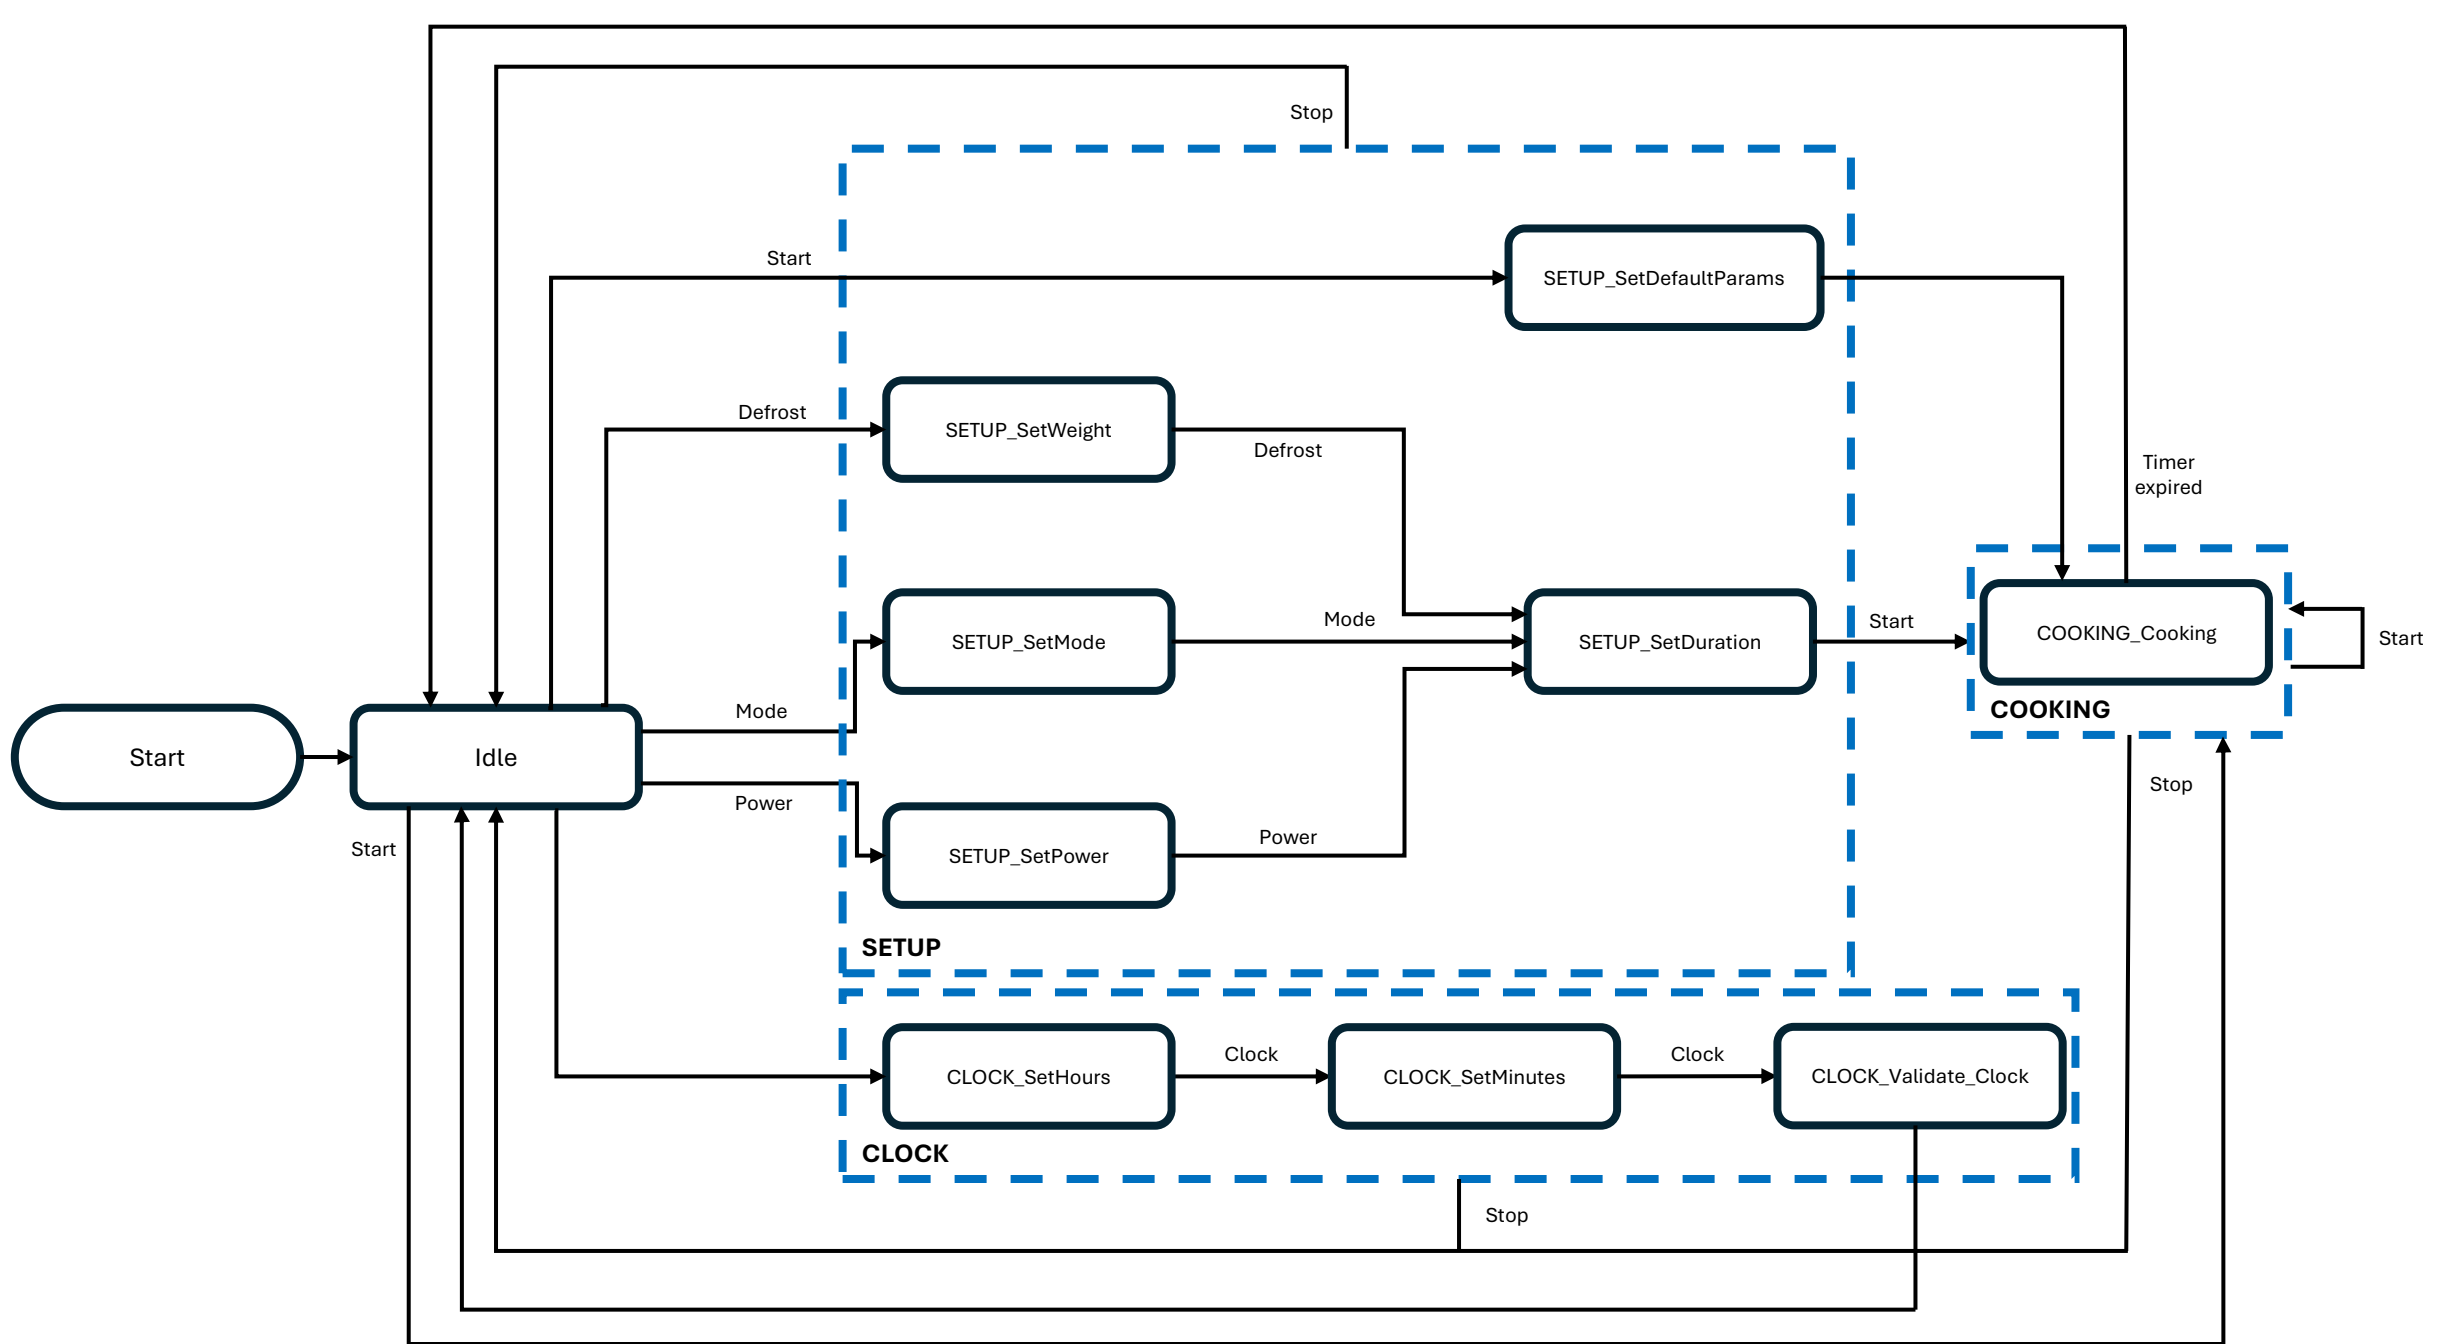 Stop
Start
SETUP_SetDefaultParams
Defrost
SETUP_SetWeight
Defrost
Timer
expired
Mode
SETUP_SetMode
Mode
SETUP_SetDuration
Start
COOKING_Cooking
Start
COOKING
Start
Idle
Power
Stop
Start
SETUP_SetPower
Power
SETUP
CLOCK_SetHours
Clock
CLOCK_SetMinutes
Clock
CLOCK_Validate_Clock
CLOCK
Stop